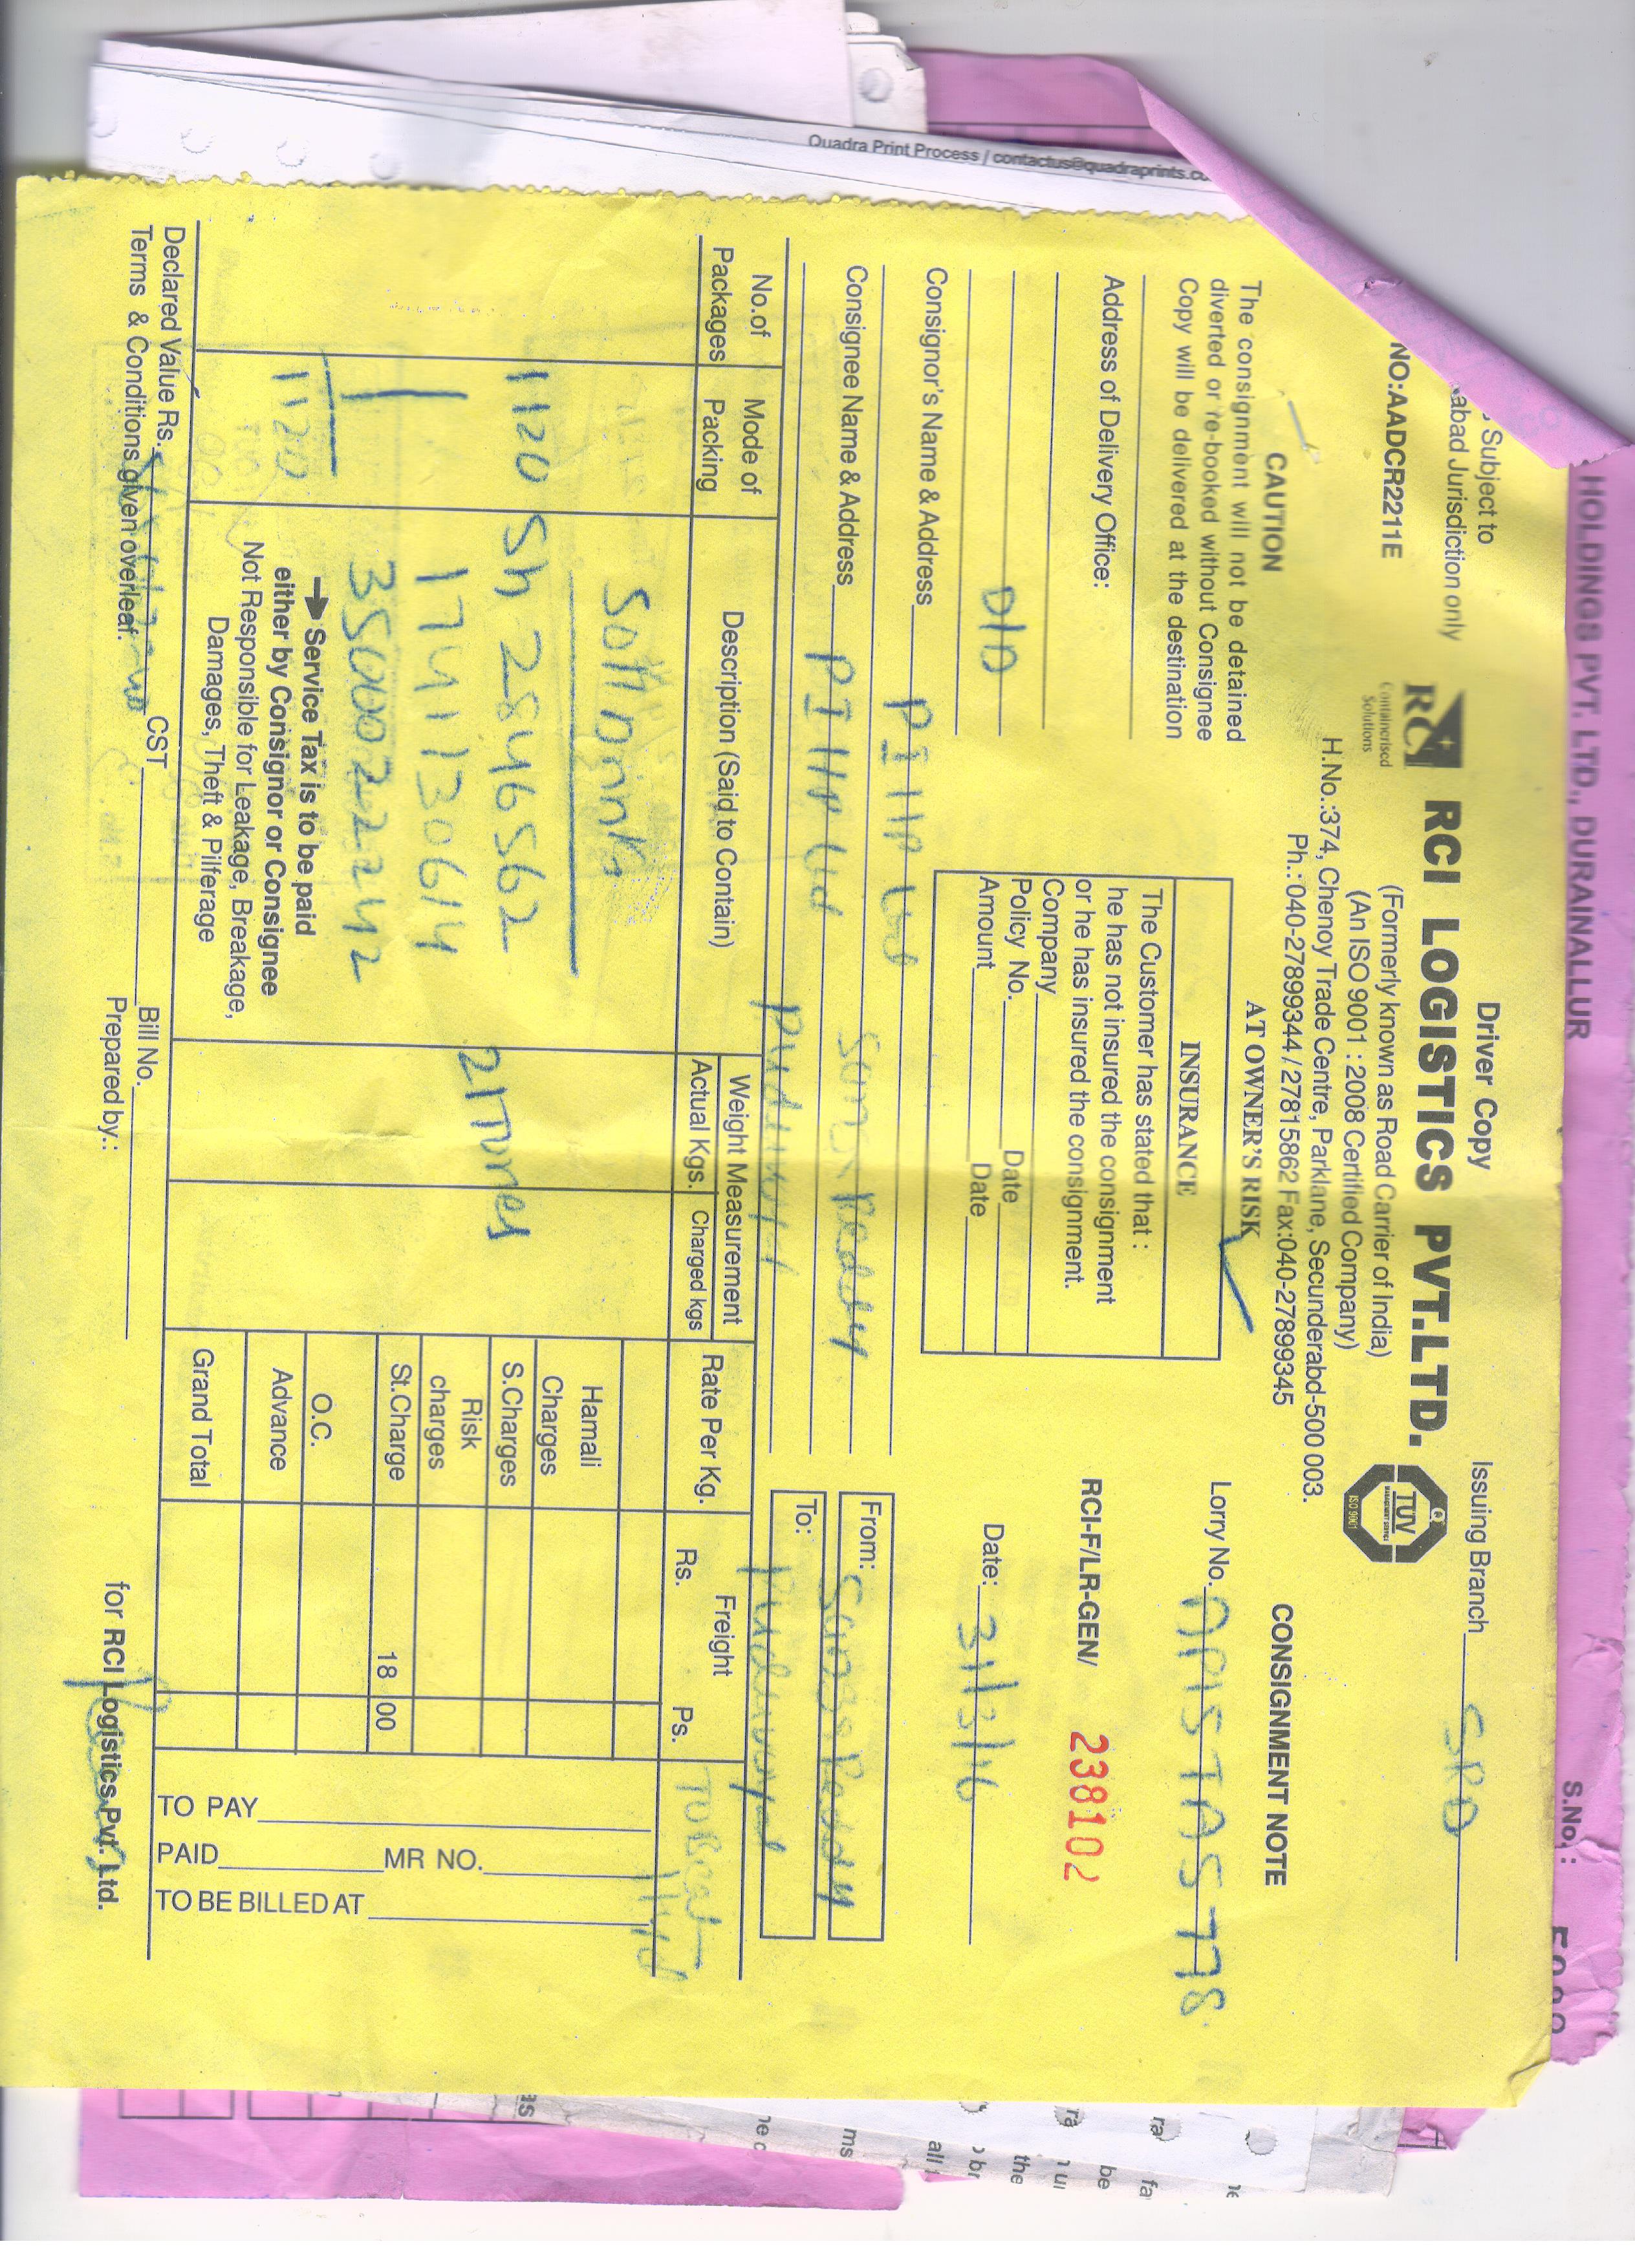 HOLDINGS PVT. LTD., DURAINALLUR
S.No. :
Subject to
abad Jurisdiction only
NO:AADCR2211E
Driver Copy
RCI LOGISTICS PVT.LTD.
(Formerly known as Road Carrier of India)
(An ISO 9001 : 2008 Certified Company)
H.No.:374, Chenoy Trade Centre, Parklane, Secunderabd-500 003.
Ph.: 040-27899344 / 27815862 Fax:040-27899345
RCI
Containerised
Solutions
TUV
MANAGEMENT SERVICE
ISO 9001
Issuing Branch SRD
CAUTION
The consignment will not be detained
diverted or re-booked without Consignee
Copy will be delivered at the destination
Address of Delivery Office:
D/D
AT OWNER'S RISK
INSURANCE
The Customer has stated that :
he has not insured the consignment
or he has insured the consignment.
Company
Policy No. Date
Amount Date
CONSIGNMENT NOTE
Lorry No. AP15TA5778
RCI-F/LR-GEN/ 238102
Date: 31/3/16
Consignor's Name & Address PIHP Ltd
Sanga Reddy
Consignee Name & Address PIHP Ltd
Puduvoyal
From: Sanga Reddy
To: Puduvoyal
No.of Packages
Mode of Packing
Description (Said to Contain)
Weight Measurement
Actual Kgs. Charged kgs
Rate Per Kg.
Freight
Rs. Ps.
Hyd
Soft Drinks
1120 Sh 2846562
1741130614
3500022242
1120
21Tones
Service Tax is to be paid
either by Consignor or Consignee
Not Responsible for Leakage, Breakage,
Damages, Theft & Pilferage
Hamali
Charges
S.Charges
Risk
charges
St.Charge 18 00
O.C.
Advance
Grand Total
TO PAY
PAID MR NO.
TO BE BILLED AT
Declared Value Rs. CST Bill No.
Terms & Conditions given overleaf.
Prepared by.:
for RCI Logistics Pvt. Ltd.
Quadra Print Process / contactus@quadraprints.co